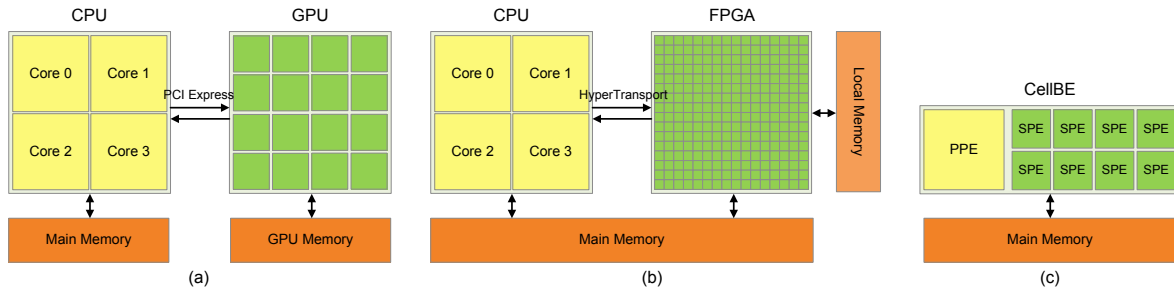 CPU
GPU
Core 0
Core 1
PCI Express
Core 2
Core 3
Main Memory
GPU Memory
(a)
CPU
FPGA
Core 0
Core 1
HyperTransport
Core 2
Core 3
Local Memory
Main Memory
(b)
CellBE
PPE
SPE SPE SPE SPE
SPE SPE SPE SPE
Main Memory
(c)